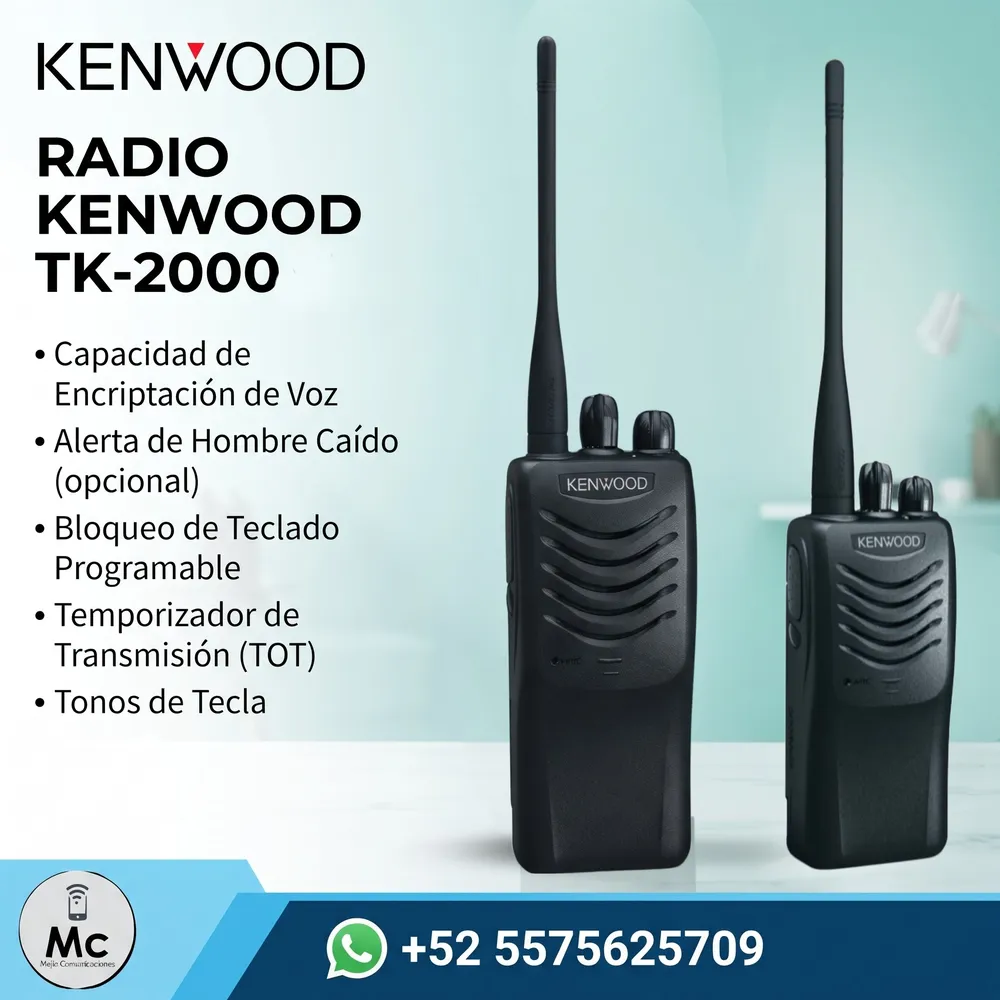 KENWOOD
RADIO
KENWOOD
TK-2000
• Capacidad de
Encriptación de Voz
• Alerta de Hombre Caído
(opcional)
• Bloqueo de Teclado
Programable
• Temporizador de
Transmisión (TOT)
• Tonos de Tecla
KENWOOD
KENWOOD
Mc
Mejio Comunicaciones
+52 5575625709